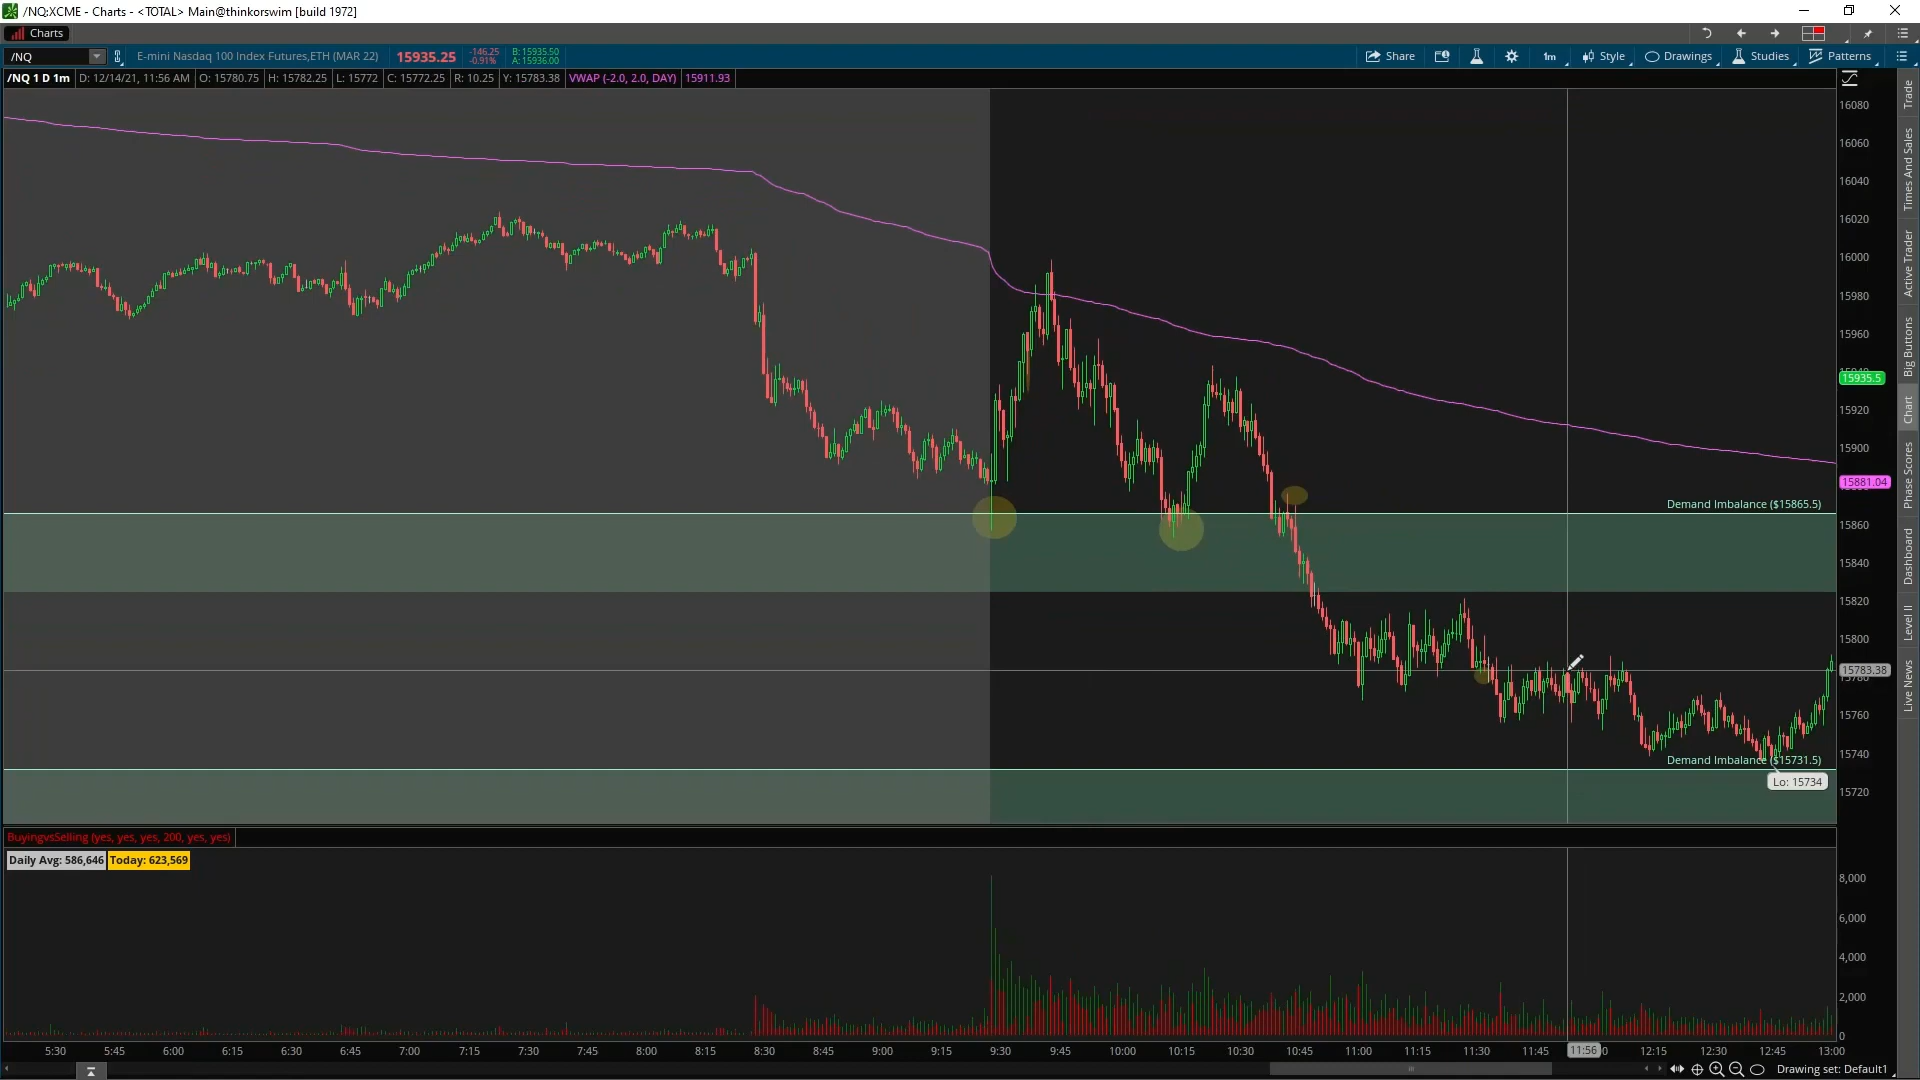 /NQ:XCME - Charts - <TOTAL> Main@thinkorswim [build 1972]
Charts
/NQ
E-mini Nasdaq 100 Index Futures,ETH (MAR 22)
15935.25
-146.25
-0.91%
B: 15935.50
A: 15936.00
Share
1m
Style
Drawings
Studies
Patterns
/NQ 1 D 1m
D: 12/14/21, 11:56 AM
O: 15780.75
H: 15782.25
L: 15772
C: 15772.25
R: 10.25
Y: 15783.38
VWAP (-2.0, 2.0, DAY)
15911.93
16080
16060
16040
16020
16000
15980
15960
15935.5
15920
15900
15881.04
Demand Imbalance ($15865.5)
15860
15840
15820
15800
15783.38
15760
15740
Demand Imbalance ($15731.5)
Lo: 15734
15720
BuyingvsSelling (yes, yes, yes, 200, yes, yes)
Daily Avg: 586,646
Today: 623,569
8,000
6,000
4,000
2,000
0
5:30 5:45 6:00 6:15 6:30 6:45 7:00 7:15 7:30 7:45 8:00 8:15 8:30 8:45 9:00 9:15 9:30 9:45 10:00 10:15 10:30 10:45 11:00 11:15 11:30 11:45 11:56 12:15 12:30 12:45 13:00
Drawing set: Default1
Trade
Times And Sales
Active Trader
Big Buttons
Chart
Phase Scores
Dashboard
Level II
Live News